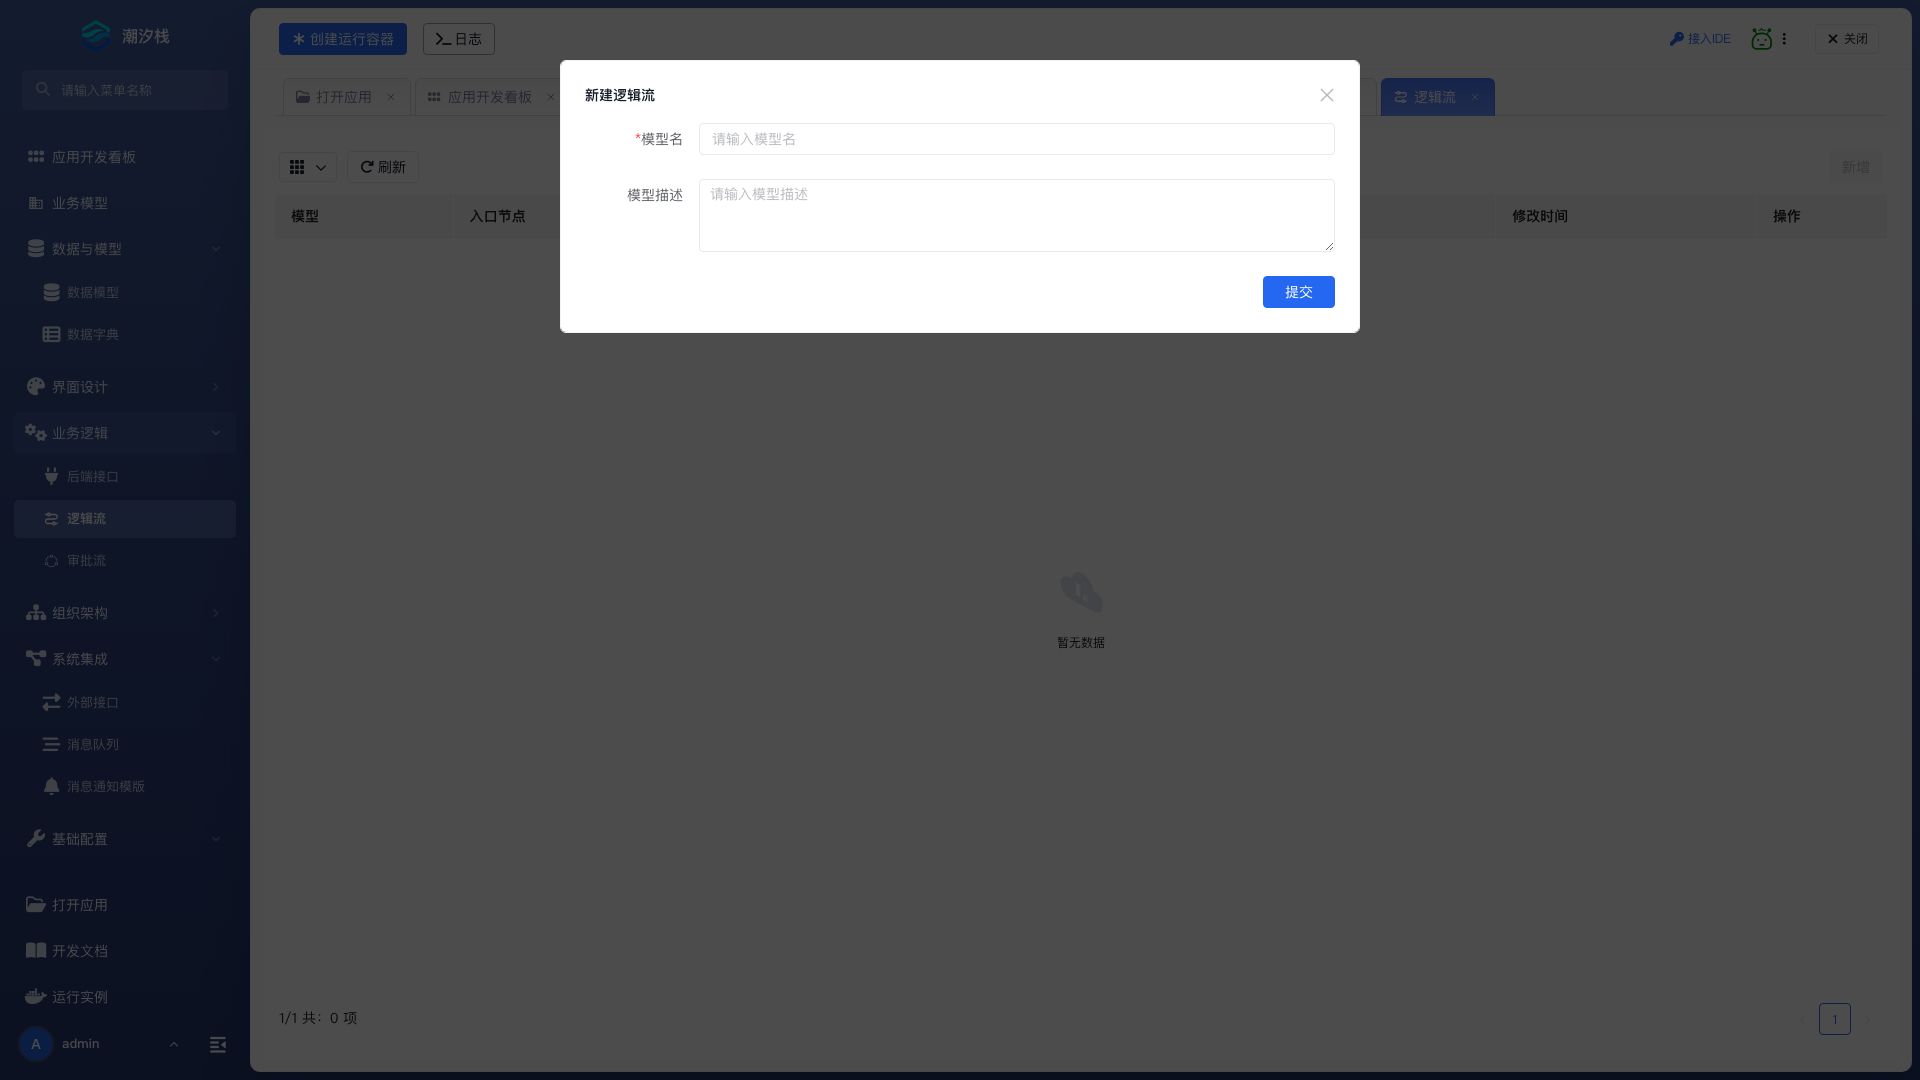 潮汐栈
请输入菜单名称
应用开发看板
业务模型
数据与模型
数据模型
数据字典
界面设计
业务逻辑
后端接口
逻辑流
审批流
组织架构
系统集成
外部接口
消息队列
消息通知模版
基础配置
打开应用
开发文档
运行实例
A admin
创建运行容器 日志 接入IDE 关闭
打开应用 应用开发看板 逻辑流
刷新 新增
模型 入口节点 修改时间 操作
新建逻辑流
*模型名 请输入模型名
模型描述 请输入模型描述
提交
暂无数据
1/1 共：0 项 1